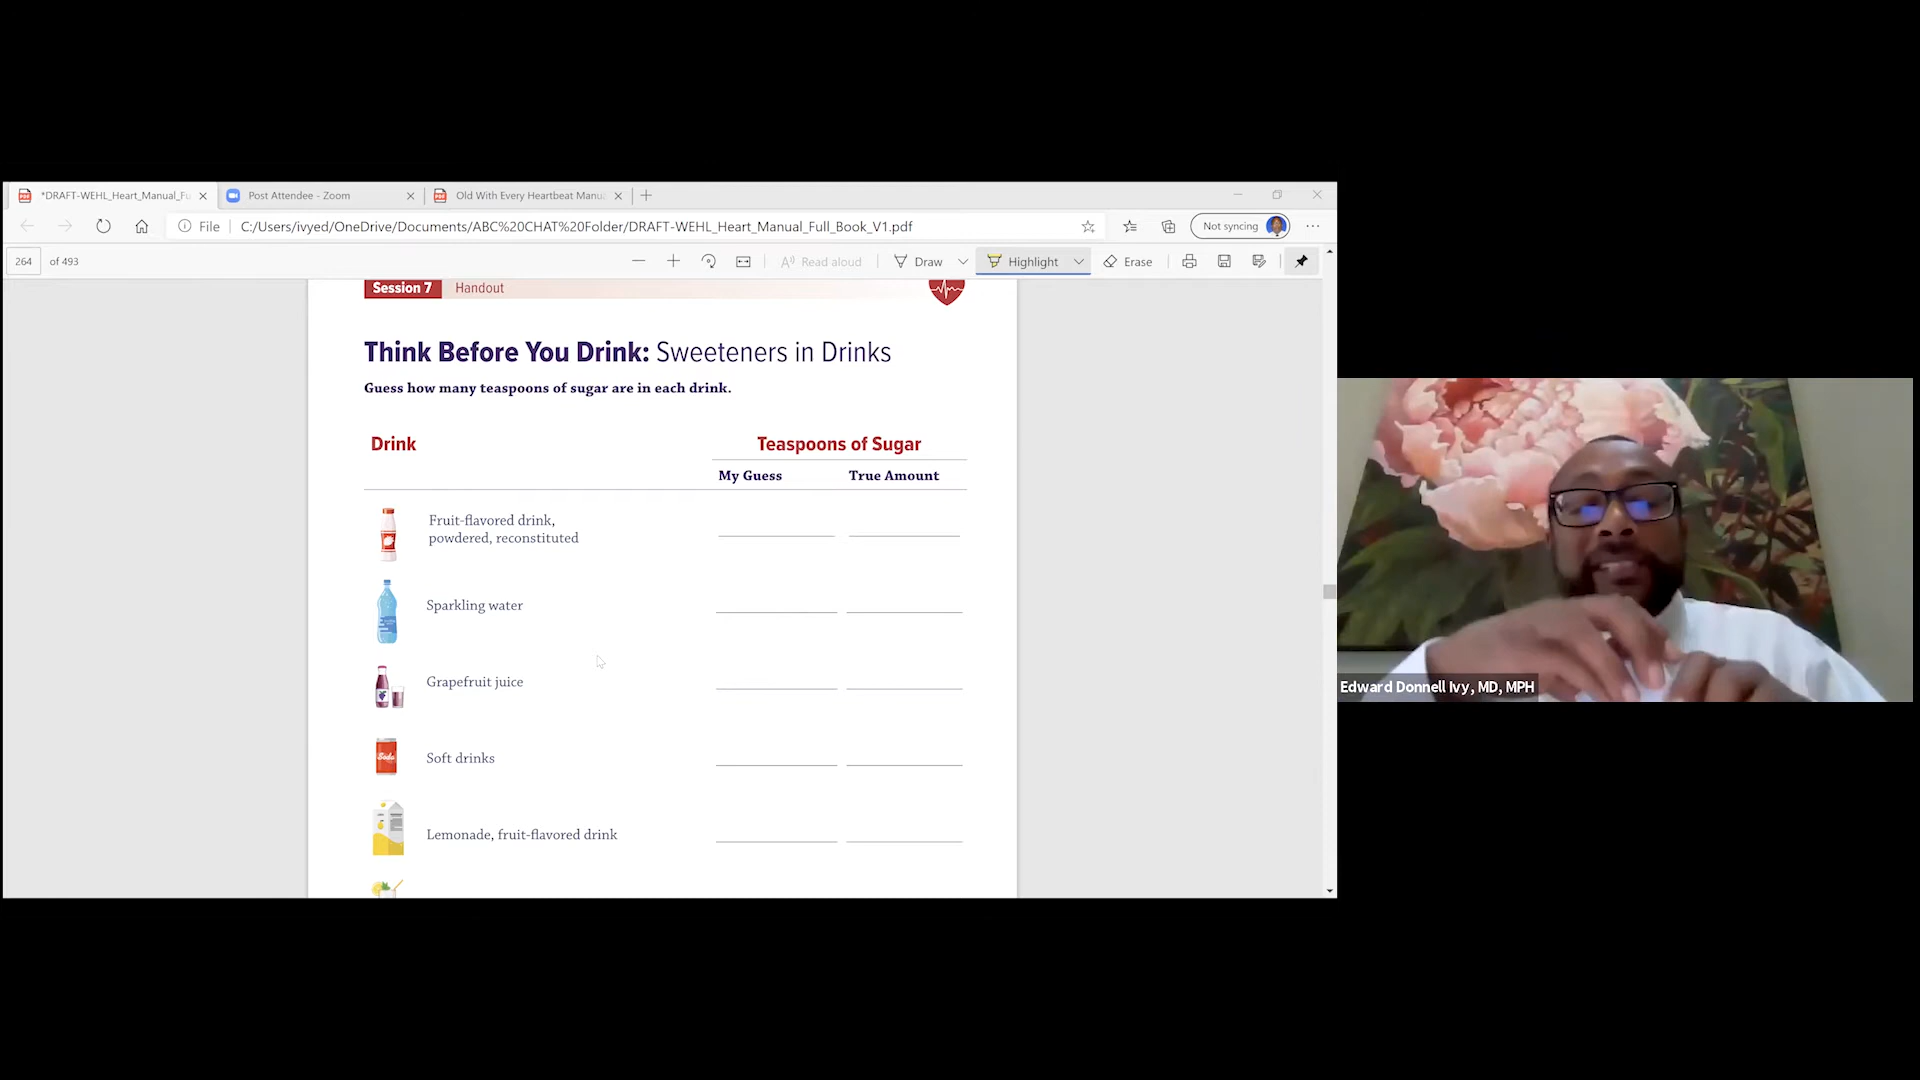 *DRAFT-WEHL_Heart_Manual_Fu
Post Attendee - Zoom
Old With Every Heartbeat Manu
File
C:/Users/ivyed/OneDrive/Documents/ABC%20CHAT%20Folder/DRAFT-WEHL_Heart_Manual_Full_Book_V1.pdf
Not syncing
264 of 493
Read aloud
Draw
Highlight
Erase
Session 7 Handout
Think Before You Drink: Sweeteners in Drinks
Guess how many teaspoons of sugar are in each drink.
Drink
Teaspoons of Sugar
My Guess True Amount
Fruit-flavored drink,
powdered, reconstituted
Sparkling water
Grapefruit juice
Soft drinks
Lemonade, fruit-flavored drink
Edward Donnell Ivy, MD, MPH